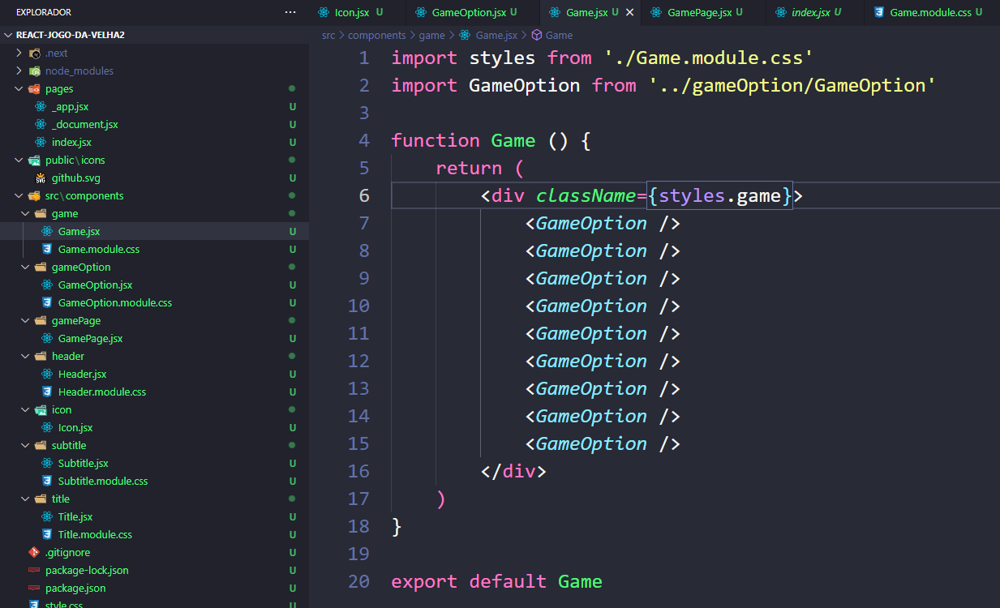 EXPLORADOR ···
REACT-JOGO-DA-VELHA2
.next
node_modules
pages
_app.jsx U
_document.jsx U
index.jsx U
public\icons
github.svg U
src\components
game
Game.jsx U
Game.module.css U
gameOption
GameOption.jsx U
GameOption.module.css U
gamePage
GamePage.jsx U
header
Header.jsx U
Header.module.css U
icon
Icon.jsx U
subtitle
Subtitle.jsx U
Subtitle.module.css U
title
Title.jsx U
Title.module.css U
.gitignore U
package-lock.json U
package.json U
style.css U
Icon.jsx U GameOption.jsx U Game.jsx U × GamePage.jsx U index.jsx U Game.module.css U
src > components > game > Game.jsx > Game
1 import styles from './Game.module.css'
2 import GameOption from '../gameOption/GameOption'
3
4 function Game () {
5 return (
6 <div className={styles.game}>
7 <GameOption />
8 <GameOption />
9 <GameOption />
10 <GameOption />
11 <GameOption />
12 <GameOption />
13 <GameOption />
14 <GameOption />
15 <GameOption />
16 </div>
17 )
18 }
19
20 export default Game